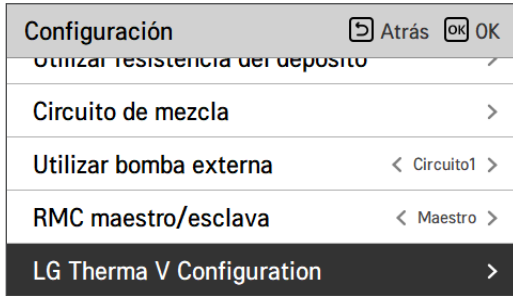 Configuración Atrás OK OK
Utilizar resistencia del depósito
Circuito de mezcla
Utilizar bomba externa Circuito1
RMC maestro/esclava Maestro
LG Therma V Configuration